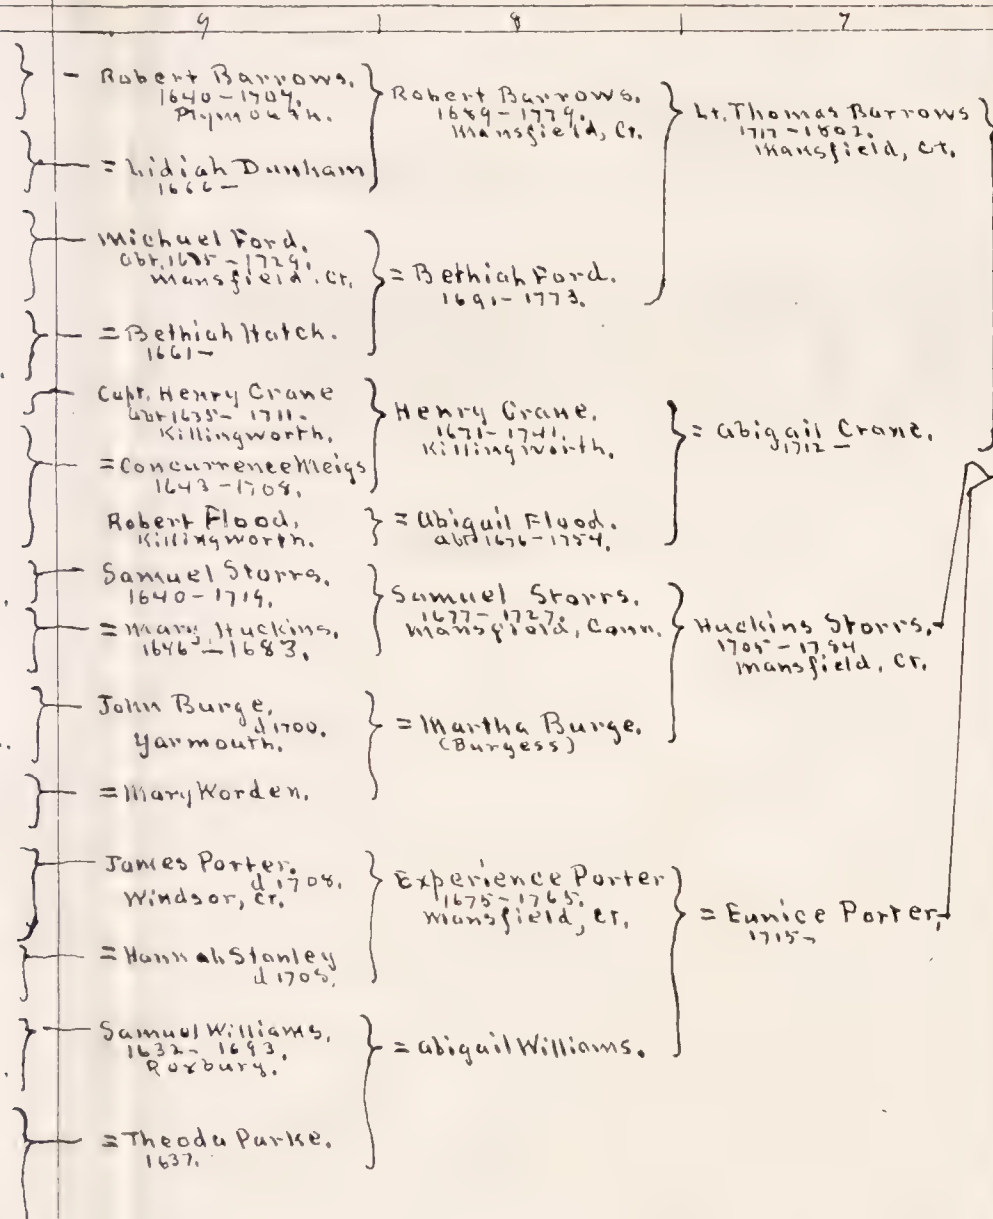 9 8 7
Robert Barrows.
1640-1707.
Plymouth.
= Lidiah Dunham
1666-
Michael Ford.
abt. 1675-1729.
Mansfield. Ct.
= Bethiah Hatch.
1661-
Capt. Henry Crane
abt 1635- 1711.
Killingworth.
= Concurrence Meigs
1643-1708.
Robert Flood.
Killingworth.
Samuel Storrs.
1640-1719.
= Mary Huckins.
1646-1683.
John Burge.
d 1700.
Yarmouth.
= Mary Worden.
James Porter.
d 1708.
Windsor, Ct.
= Hannah Stanley
d 1708.
Samuel Williams.
1632- 1693.
Roxbury.
= Theoda Parke.
1637.
Robert Barrows.
1689-1779.
Mansfield, Ct.
= Bethiah Ford.
1691-1773.
Henry Crane.
1671-1741.
Killingworth.
= Abigail Flood.
abt 1676-1754.
Samuel Storrs.
1677-1727.
Mansfield, Conn.
= Martha Burge.
(Burgess)
Experience Porter
1675-1765.
Mansfield, Ct.
= Abigail Williams.
Lt. Thomas Barrows
1717-1802.
Mansfield, Ct.
= Abigail Crane.
1712-
Huckins Storrs.
1705-1784
Mansfield, Ct.
= Eunice Porter.
1715-